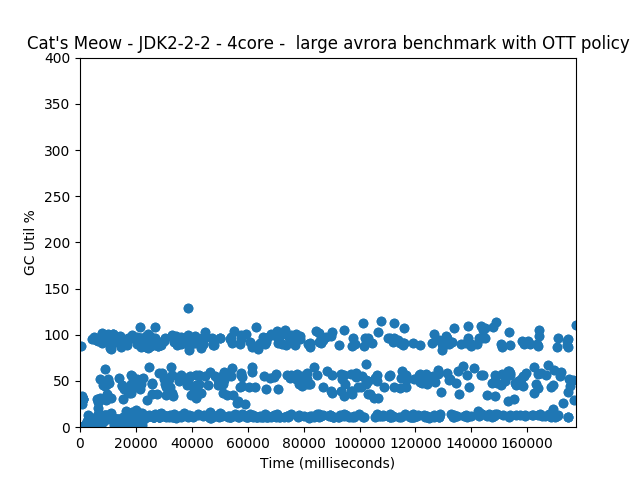 Cat's Meow - JDK2-2-2 - 4core -  large avrora benchmark with OTT policy
400
350
300
250
200
150
100
50
0
GC Util %
0 20000 40000 60000 80000 100000 120000 140000 160000
Time (milliseconds)